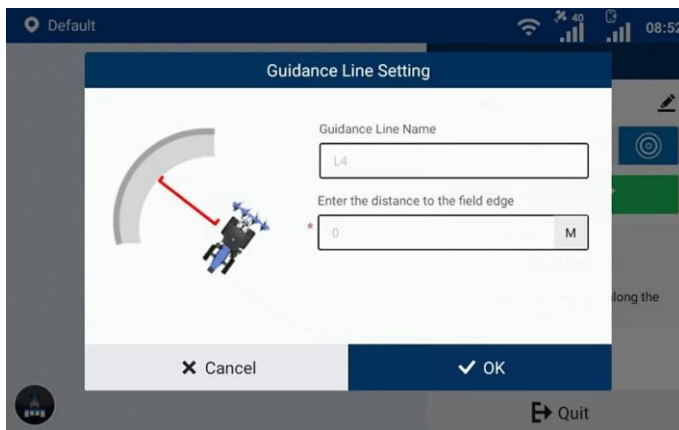 Default
40
08:52
Guidance Line Setting
Guidance Line Name
L4
Enter the distance to the field edge
* 0 M
along the
Cancel
OK
Quit